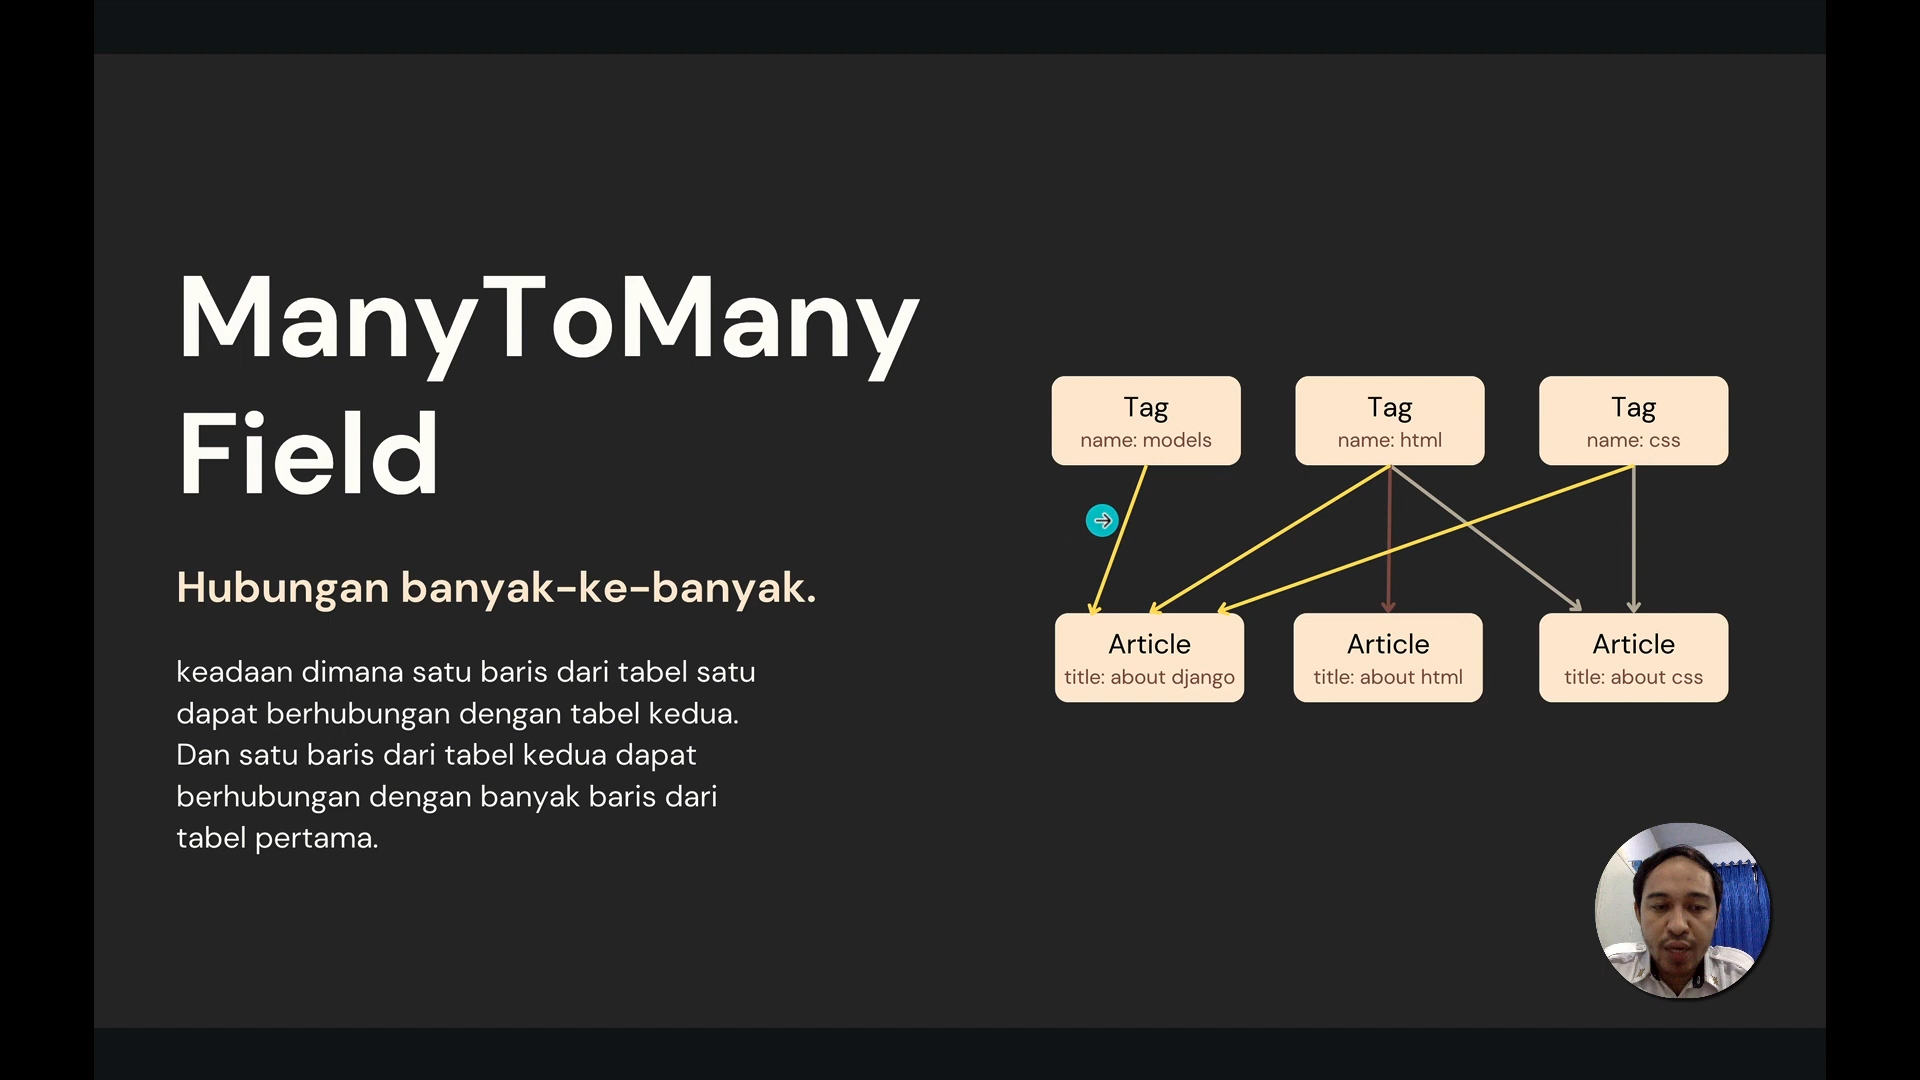 ManyToMany
Field
Hubungan banyak-ke-banyak.
keadaan dimana satu baris dari tabel satu
dapat berhubungan dengan tabel kedua.
Dan satu baris dari tabel kedua dapat
berhubungan dengan banyak baris dari
tabel pertama.
Tag
name: models
Tag
name: html
Tag
name: css
Article
title: about django
Article
title: about html
Article
title: about css